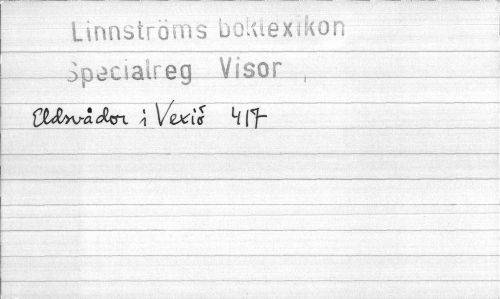 Linnströms boklexikon
Specialreg Visor
Eldsvådor i Vexiö 417